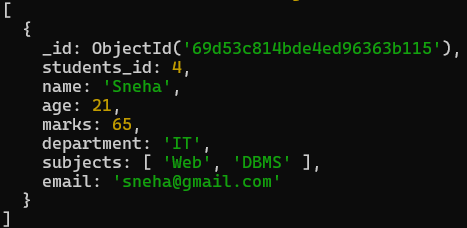 [
  {
    _id: ObjectId('69d53c814bde4ed96363b115'),
    students_id: 4,
    name: 'Sneha',
    age: 21,
    marks: 65,
    department: 'IT',
    subjects: [ 'Web', 'DBMS' ],
    email: 'sneha@gmail.com'
  }
]